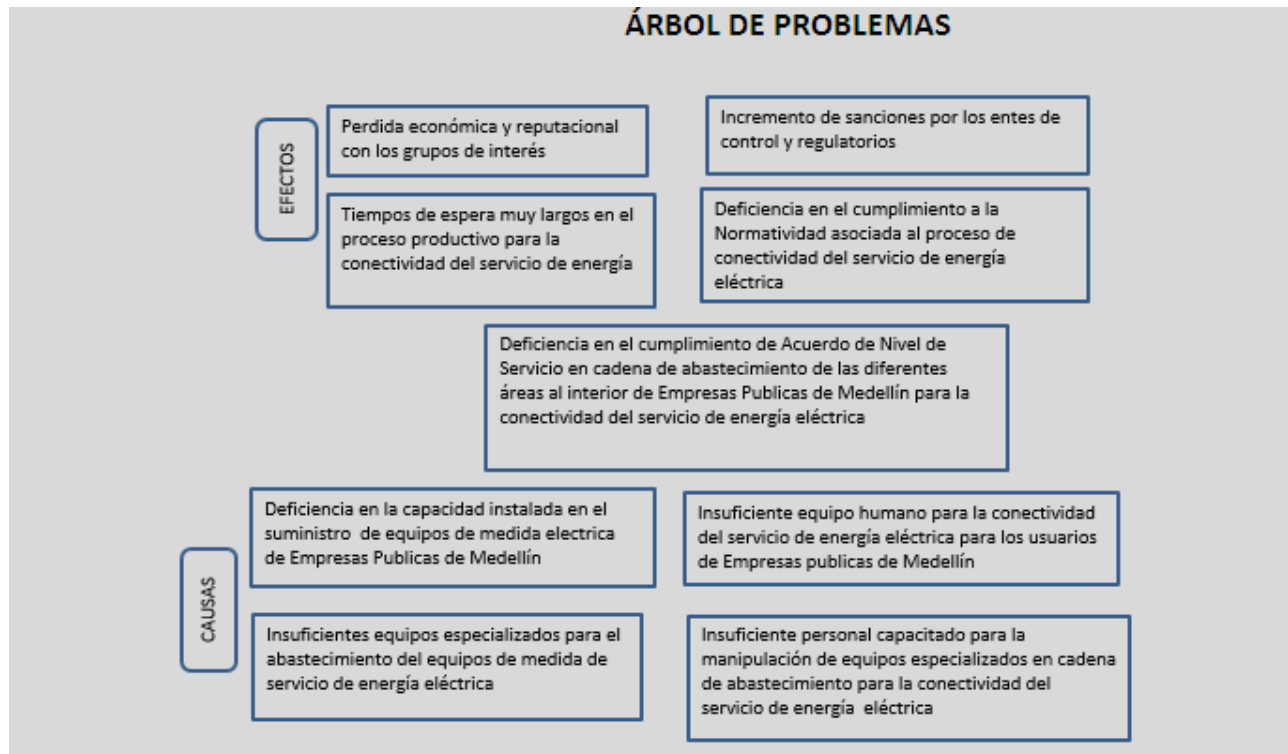 ÁRBOL DE PROBLEMAS
EFECTOS
Perdida económica y reputacional
con los grupos de interés
Incremento de sanciones por los entes de
control y regulatorios
Tiempos de espera muy largos en el
proceso productivo para la
conectividad del servicio de energía
Deficiencia en el cumplimiento a la
Normatividad asociada al proceso de
conectividad del servicio de energía
eléctrica
Deficiencia en el cumplimiento de Acuerdo de Nivel de
Servicio en cadena de abastecimiento de las diferentes
áreas al interior de Empresas Publicas de Medellín para la
conectividad del servicio de energía eléctrica
CAUSAS
Deficiencia en la capacidad instalada en el
suministro de equipos de medida electrica
de Empresas Publicas de Medellín
Insuficiente equipo humano para la conectividad
del servicio de energía eléctrica para los usuarios
de Empresas publicas de Medellín
Insuficientes equipos especializados para el
abastecimiento del equipos de medida de
servicio de energía eléctrica
Insuficiente personal capacitado para la
manipulación de equipos especializados en cadena
de abastecimiento para la conectividad del
servicio de energía eléctrica